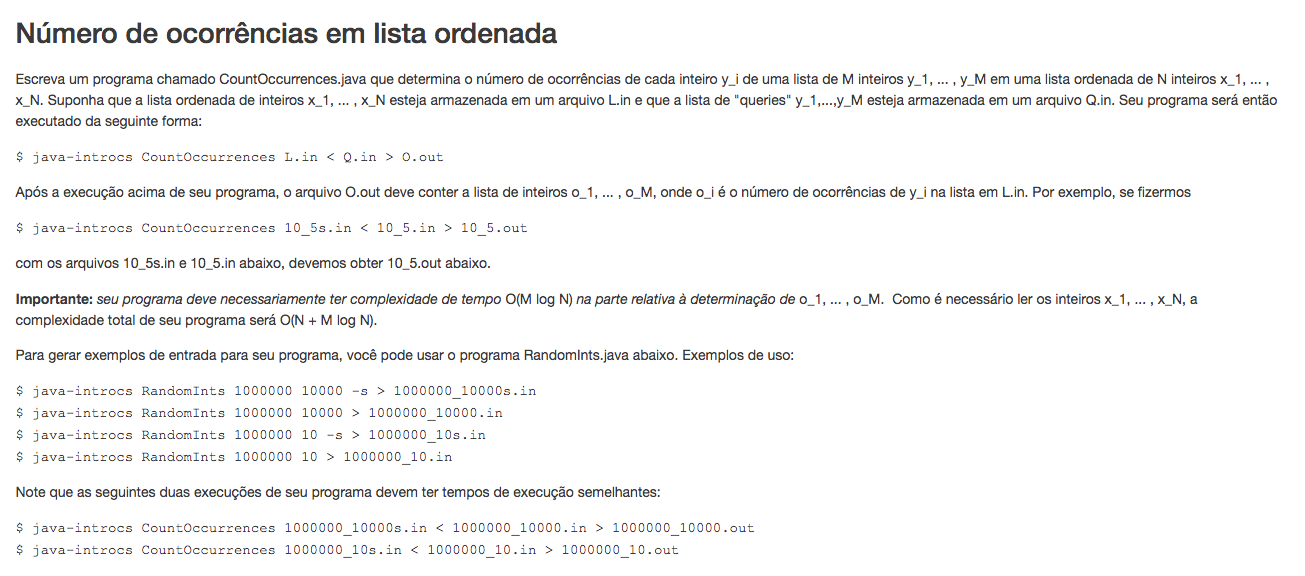 Número de ocorrências em lista ordenada
Escreva um programa chamado CountOccurrences.java que determina o número de ocorrências de cada inteiro y_i de uma lista de M inteiros y_1, ... , y_M em uma lista ordenada de N inteiros x_1, ... ,
x_N. Suponha que a lista ordenada de inteiros x_1, ... , x_N esteja armazenada em um arquivo L.in e que a lista de "queries" y_1,...,y_M esteja armazenada em um arquivo Q.in. Seu programa será então
executado da seguinte forma:
$ java-introcs CountOccurrences L.in < Q.in > O.out
Após a execução acima de seu programa, o arquivo O.out deve conter a lista de inteiros o_1, ... , o_M, onde o_i é o número de ocorrências de y_i na lista em L.in. Por exemplo, se fizermos
$ java-introcs CountOccurrences 10_5s.in < 10_5.in > 10_5.out
com os arquivos 10_5s.in e 10_5.in abaixo, devemos obter 10_5.out abaixo.
Importante: seu programa deve necessariamente ter complexidade de tempo O(M log N) na parte relativa à determinação de o_1, ... , o_M. Como é necessário ler os inteiros x_1, ... , x_N, a
complexidade total de seu programa será O(N + M log N).
Para gerar exemplos de entrada para seu programa, você pode usar o programa RandomInts.java abaixo. Exemplos de uso:
$ java-introcs RandomInts 1000000 10000 -s > 1000000_10000s.in
$ java-introcs RandomInts 1000000 10000 > 1000000_10000.in
$ java-introcs RandomInts 1000000 10 -s > 1000000_10s.in
$ java-introcs RandomInts 1000000 10 > 1000000_10.in
Note que as seguintes duas execuções de seu programa devem ter tempos de execução semelhantes:
$ java-introcs CountOccurrences 1000000_10000s.in < 1000000_10000.in > 1000000_10000.out
$ java-introcs CountOccurrences 1000000_10s.in < 1000000_10.in > 1000000_10.out